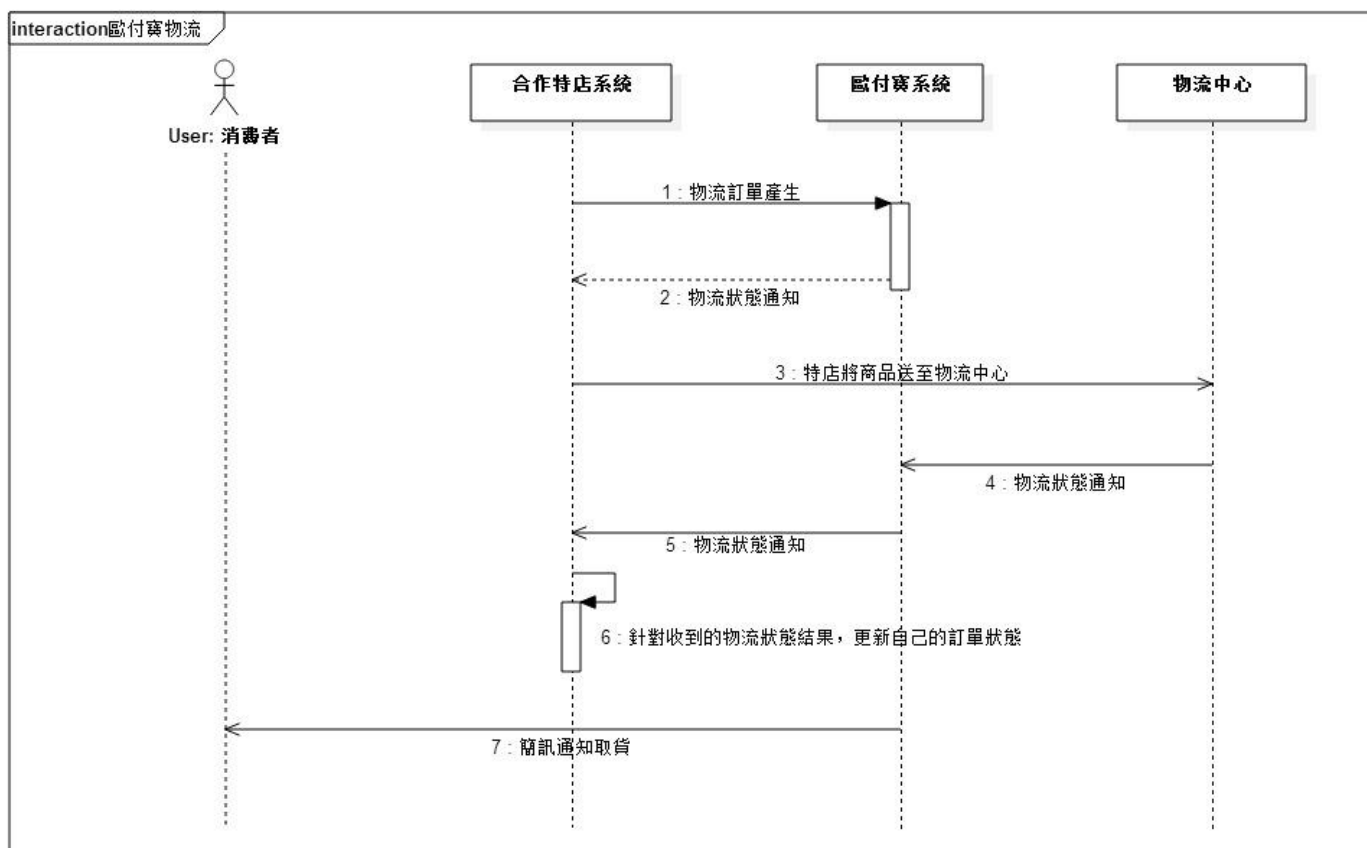 interaction歐付寶物流
合作特店系統
歐付寶系統
物流中心
User: 消費者
1 : 物流訂單產生
2 : 物流狀態通知
3 : 特店將商品送至物流中心
4 : 物流狀態通知
5 : 物流狀態通知
6 : 針對收到的物流狀態結果，更新自己的訂單狀態
7 : 簡訊通知取貨